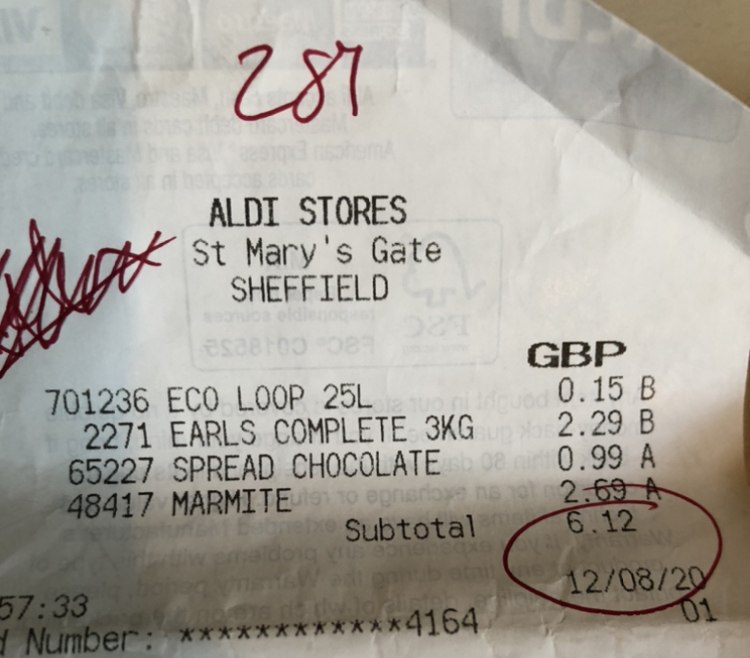 287
ALDI STORES
St Mary's Gate
SHEFFIELD
GBP
701236 ECO LOOP 25L 0.15 B
2271 EARLS COMPLETE 3KG 2.29 B
65227 SPREAD CHOCOLATE 0.99 A
48417 MARMITE 2.69 A
Subtotal 6.12
12/08/20
57:33 01
Number: ************4164